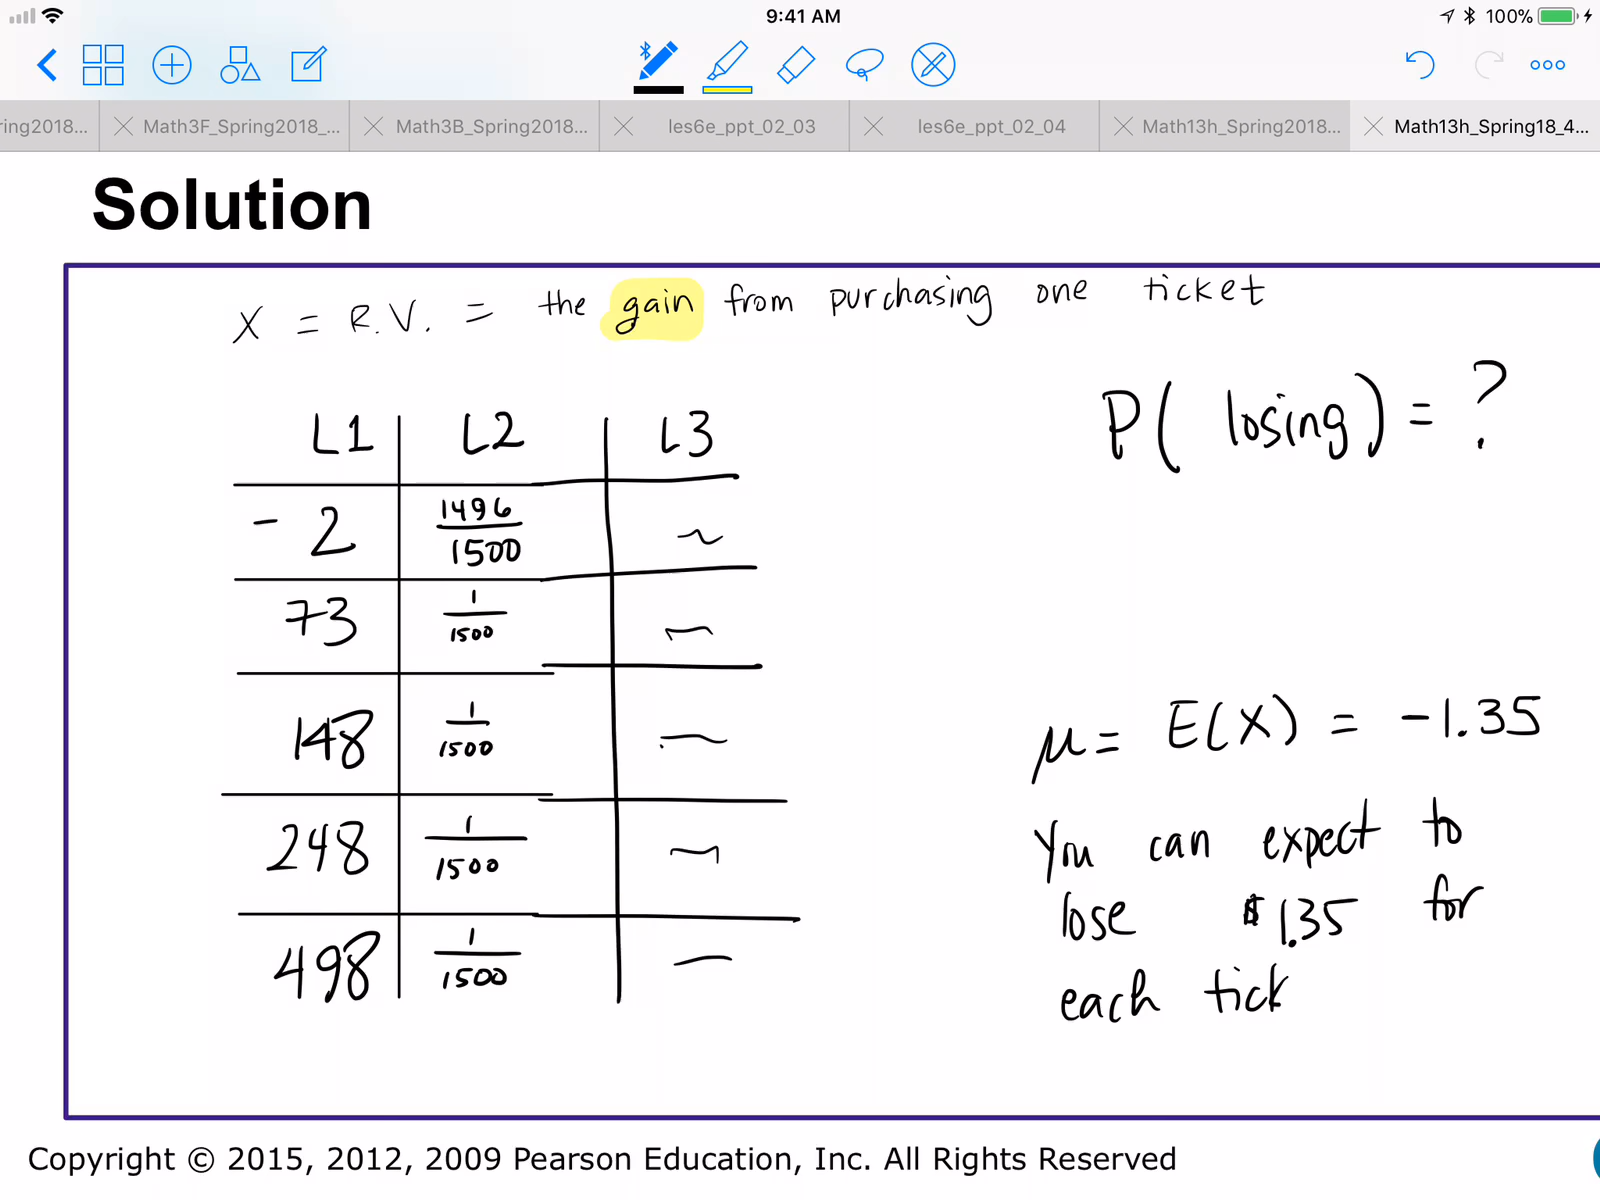 9:41 AM
100%
ring2018...
Math3F_Spring2018_...
Math3B_Spring2018...
les6e_ppt_02_03
les6e_ppt_02_04
Math13h_Spring2018...
Math13h_Spring18_4...
Solution
X = R.V. = the gain from purchasing one ticket
P( losing) = ?
L1 L2 L3
-2 1496/1500 ~
73 1/1500 ~
148 1/1500 ~
248 1/1500 ~
498 1/1500 ~
μ = E(X) = -1.35
You can expect to
lose $1.35 for
each tick
Copyright © 2015, 2012, 2009 Pearson Education, Inc. All Rights Reserved